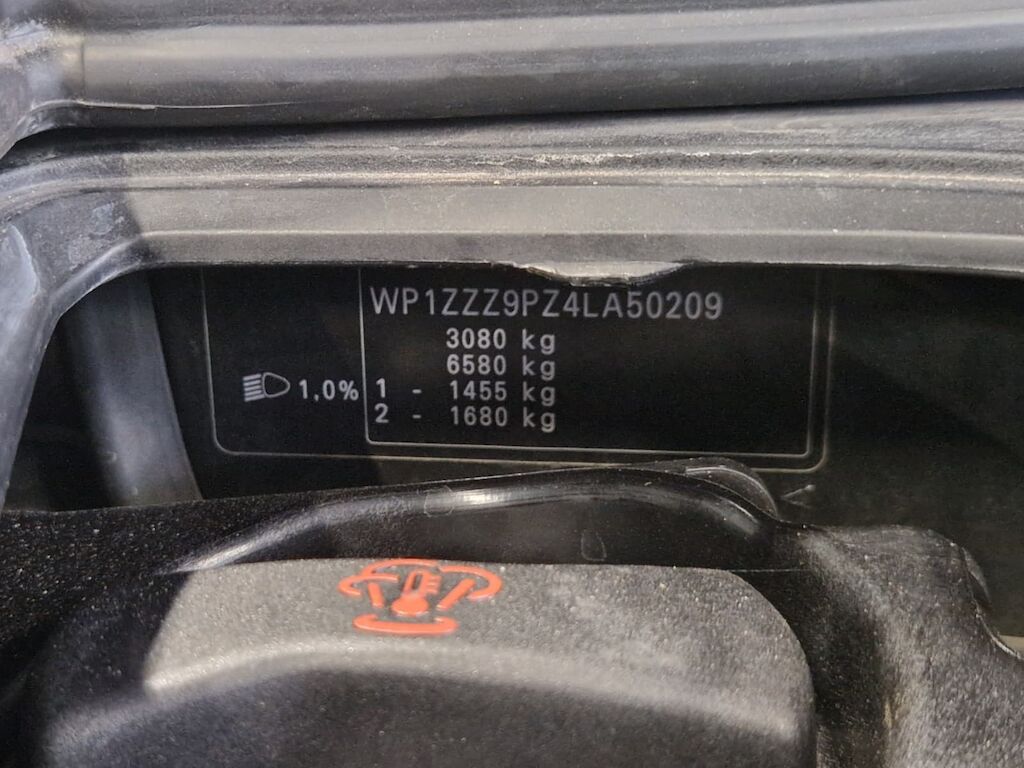 WP1ZZZ9PZ4LA50209
3080 kg
6580 kg
1,0% 1 - 1455 kg
2 - 1680 kg